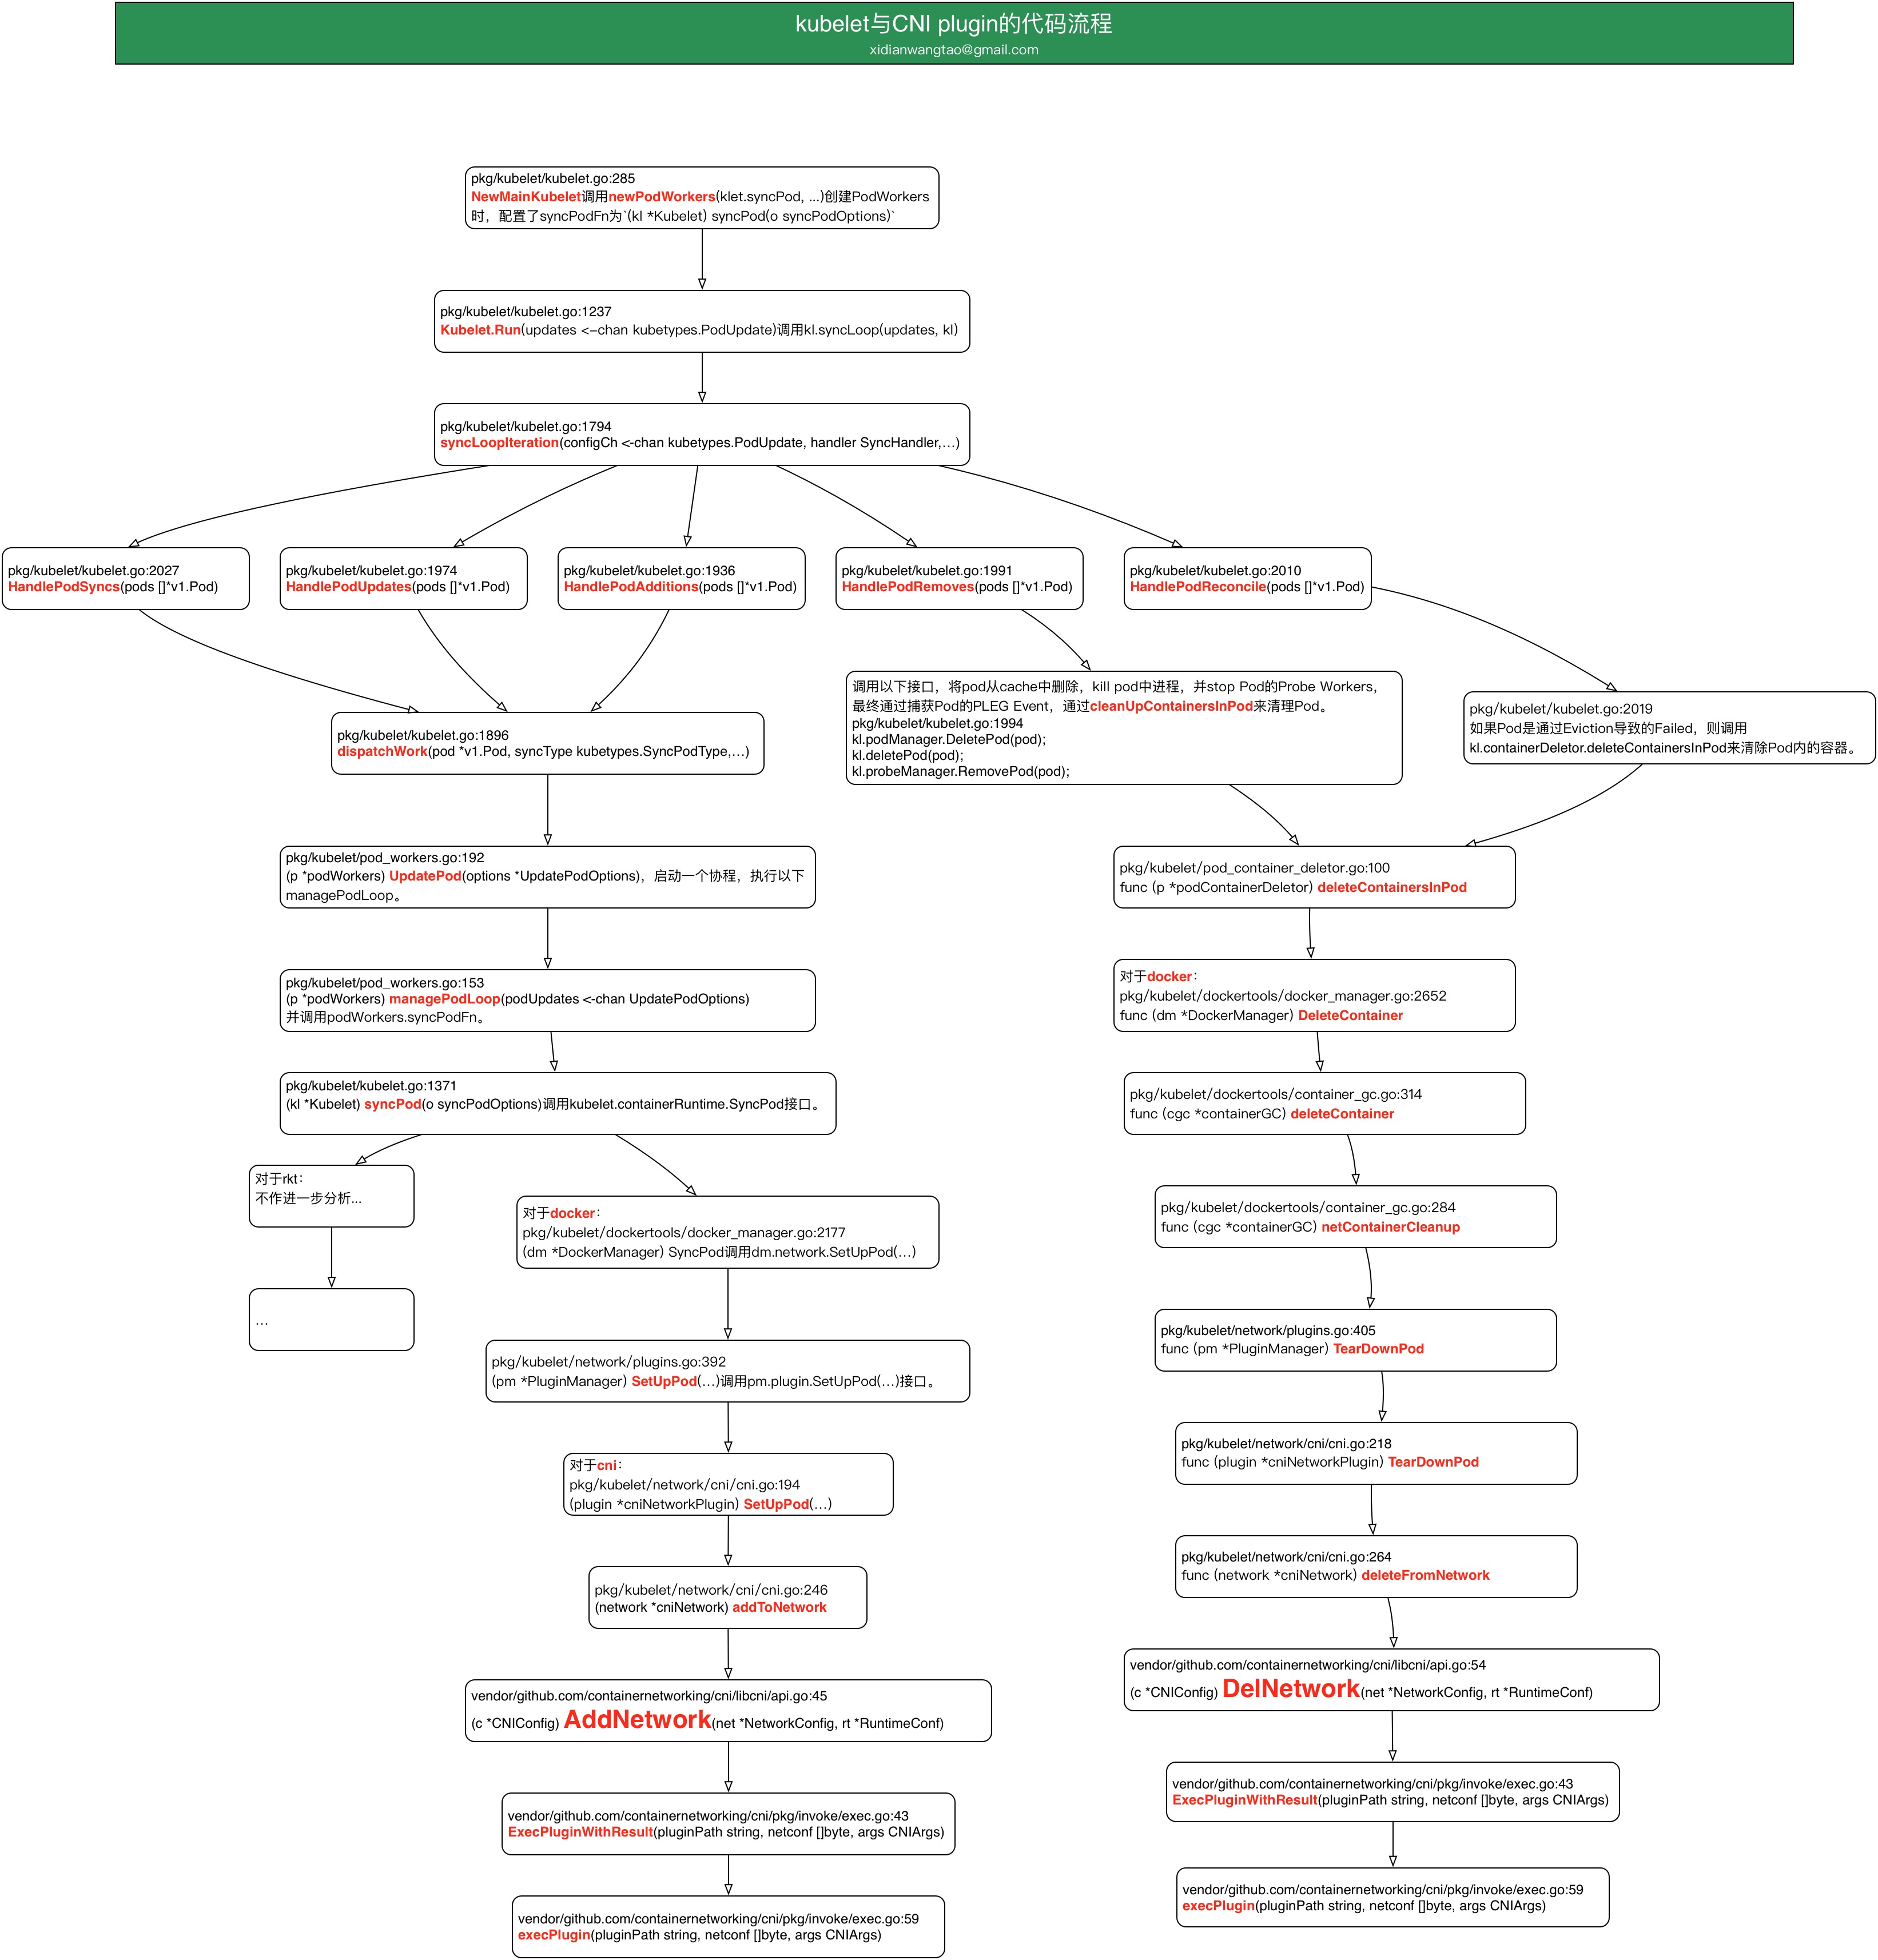 kubelet与CNI plugin的代码流程
xidianwangtao@gmail.com
pkg/kubelet/kubelet.go:285
NewMainKubelet调用newPodWorkers(klet.syncPod, ...)创建PodWorkers
时，配置了syncPodFn为`(kl *Kubelet) syncPod(o syncPodOptions)`
pkg/kubelet/kubelet.go:1237
Kubelet.Run(updates <-chan kubetypes.PodUpdate)调用kl.syncLoop(updates, kl)
pkg/kubelet/kubelet.go:1794
syncLoopIteration(configCh <-chan kubetypes.PodUpdate, handler SyncHandler,...)
pkg/kubelet/kubelet.go:2027
HandlePodSyncs(pods []*v1.Pod)
pkg/kubelet/kubelet.go:1974
HandlePodUpdates(pods []*v1.Pod)
pkg/kubelet/kubelet.go:1936
HandlePodAdditions(pods []*v1.Pod)
pkg/kubelet/kubelet.go:1991
HandlePodRemoves(pods []*v1.Pod)
pkg/kubelet/kubelet.go:2010
HandlePodReconcile(pods []*v1.Pod)
pkg/kubelet/kubelet.go:1896
dispatchWork(pod *v1.Pod, syncType kubetypes.SyncPodType,...)
调用以下接口，将pod从cache中删除，kill pod中进程，并stop Pod的Probe Workers，
最终通过捕获Pod的PLEG Event，通过cleanUpContainersInPod来清理Pod。
pkg/kubelet/kubelet.go:1994
kl.podManager.DeletePod(pod);
kl.deletePod(pod);
kl.probeManager.RemovePod(pod);
pkg/kubelet/kubelet.go:2019
如果Pod是通过Eviction导致的Failed，则调用
kl.containerDeletor.deleteContainersInPod来清除Pod内的容器。
pkg/kubelet/pod_workers.go:192
(p *podWorkers) UpdatePod(options *UpdatePodOptions)，启动一个协程，执行以下
managePodLoop。
pkg/kubelet/pod_workers.go:153
(p *podWorkers) managePodLoop(podUpdates <-chan UpdatePodOptions)
并调用podWorkers.syncPodFn。
pkg/kubelet/kubelet.go:1371
(kl *Kubelet) syncPod(o syncPodOptions)调用kubelet.containerRuntime.SyncPod接口。
对于rkt：
不作进一步分析...
...
对于docker：
pkg/kubelet/dockertools/docker_manager.go:2177
(dm *DockerManager) SyncPod调用dm.network.SetUpPod(...)
pkg/kubelet/network/plugins.go:392
(pm *PluginManager) SetUpPod(...)调用pm.plugin.SetUpPod(...)接口。
对于cni：
pkg/kubelet/network/cni/cni.go:194
(plugin *cniNetworkPlugin) SetUpPod(...)
pkg/kubelet/network/cni/cni.go:246
(network *cniNetwork) addToNetwork
vendor/github.com/containernetworking/cni/libcni/api.go:45
(c *CNIConfig) AddNetwork(net *NetworkConfig, rt *RuntimeConf)
vendor/github.com/containernetworking/cni/pkg/invoke/exec.go:43
ExecPluginWithResult(pluginPath string, netconf []byte, args CNIArgs)
vendor/github.com/containernetworking/cni/pkg/invoke/exec.go:59
execPlugin(pluginPath string, netconf []byte, args CNIArgs)
pkg/kubelet/pod_container_deletor.go:100
func (p *podContainerDeletor) deleteContainersInPod
对于docker：
pkg/kubelet/dockertools/docker_manager.go:2652
func (dm *DockerManager) DeleteContainer
pkg/kubelet/dockertools/container_gc.go:314
func (cgc *containerGC) deleteContainer
pkg/kubelet/dockertools/container_gc.go:284
func (cgc *containerGC) netContainerCleanup
pkg/kubelet/network/plugins.go:405
func (pm *PluginManager) TearDownPod
pkg/kubelet/network/cni/cni.go:218
func (plugin *cniNetworkPlugin) TearDownPod
pkg/kubelet/network/cni/cni.go:264
func (network *cniNetwork) deleteFromNetwork
vendor/github.com/containernetworking/cni/libcni/api.go:54
(c *CNIConfig) DelNetwork(net *NetworkConfig, rt *RuntimeConf)
vendor/github.com/containernetworking/cni/pkg/invoke/exec.go:43
ExecPluginWithResult(pluginPath string, netconf []byte, args CNIArgs)
vendor/github.com/containernetworking/cni/pkg/invoke/exec.go:59
execPlugin(pluginPath string, netconf []byte, args CNIArgs)